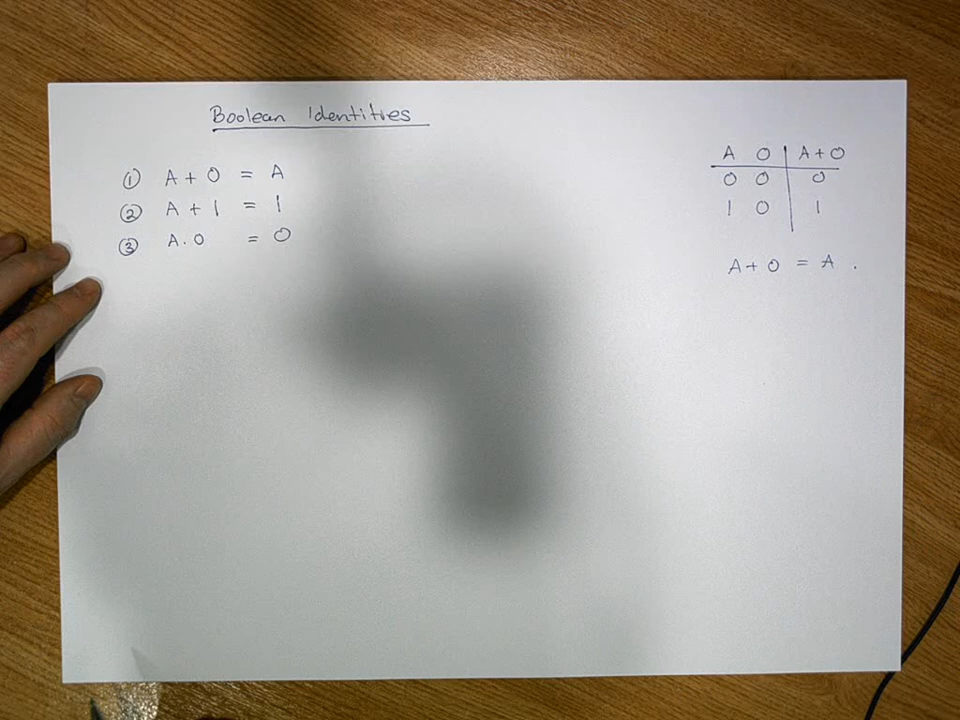 Boolean Identities
① A + 0 = A
② A + 1 = 1
③ A . 0 = 0
A 0 | A + 0
0 0 | 0
1 0 | 1
A + 0 = A .